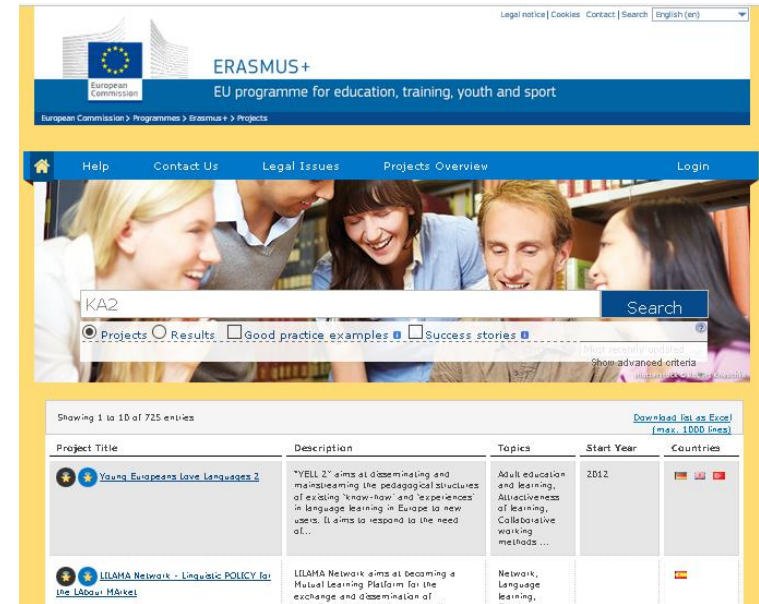 Legal notice | Cookies Contact | Search English (en)
ERASMUS+
European
Commission
EU programme for education, training, youth and sport
European Commission > Programmes > Erasmus+ > Projects
Help Contact Us Legal Issues Projects Overview Login
KA2 Search
Projects Results Good practice examples Success stories
Most recently updated
Show advanced criteria
Showing 1 to 10 of 725 entries
Download list as Excel
(max. 1000 lines)
Project Title Description Topics Start Year Countries
Young Europeans Love Languages 2
"YELL 2" aims at disseminating and
mainstreaming the pedagogical structures
of existing 'know-how' and 'experiences'
in language learning in Europe to new
users. It aims to respond to the need
of...
Adult education
and learning,
Attractiveness
of learning,
Collaborative
working
methods ...
2012
LILAMA Network - Linguistic POLICY for
the LAbour MArket
LILAMA Network aims at becoming a
Mutual Learning Platform for the
exchange and dissemination of
Network,
Language
learning,